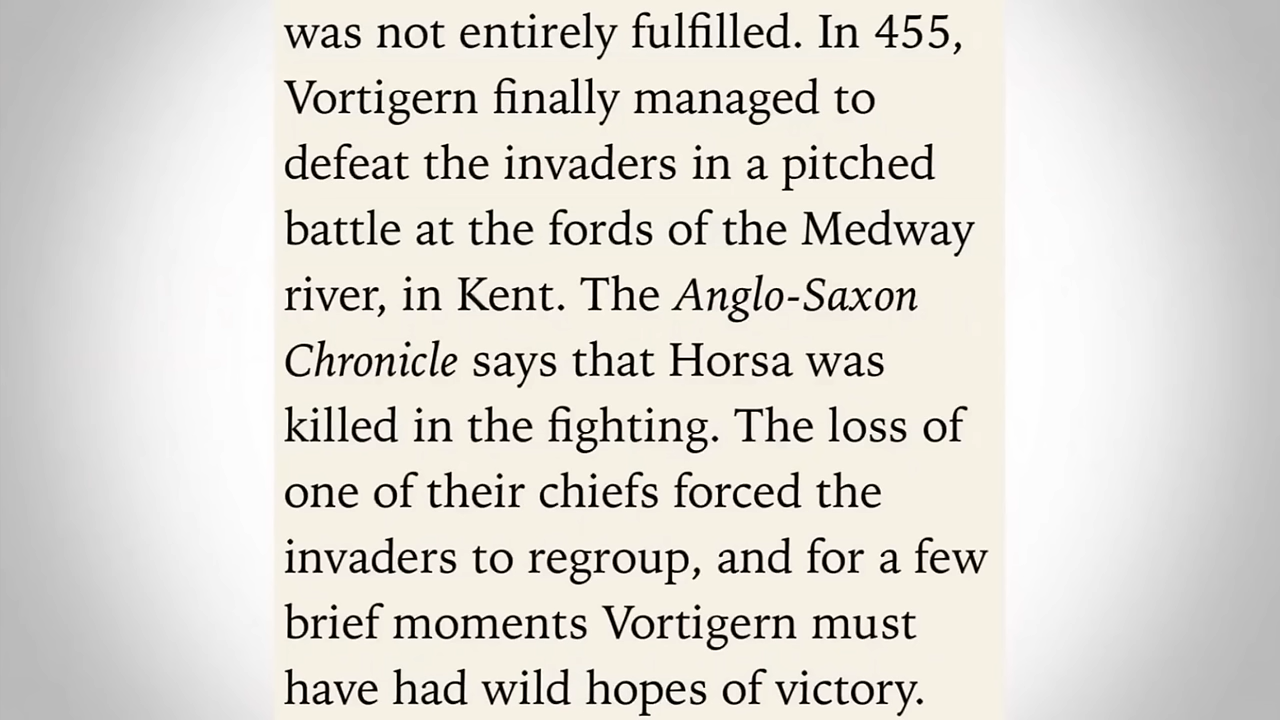 was not entirely fulfilled. In 455,
Vortigern finally managed to
defeat the invaders in a pitched
battle at the fords of the Medway
river, in Kent. The Anglo-Saxon
Chronicle says that Horsa was
killed in the fighting. The loss of
one of their chiefs forced the
invaders to regroup, and for a few
brief moments Vortigern must
have had wild hopes of victory.